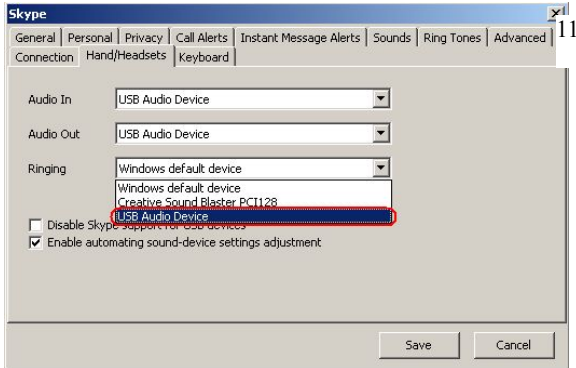 Skype
General Personal Privacy Call Alerts Instant Message Alerts Sounds Ring Tones Advanced
11
Connection Hand/Headsets Keyboard
Audio In USB Audio Device
Audio Out USB Audio Device
Ringing Windows default device
Windows default device
Creative Sound Blaster PCI128
USB Audio Device
Disable Skype support for USB devices
Enable automating sound-device settings adjustment
Save Cancel